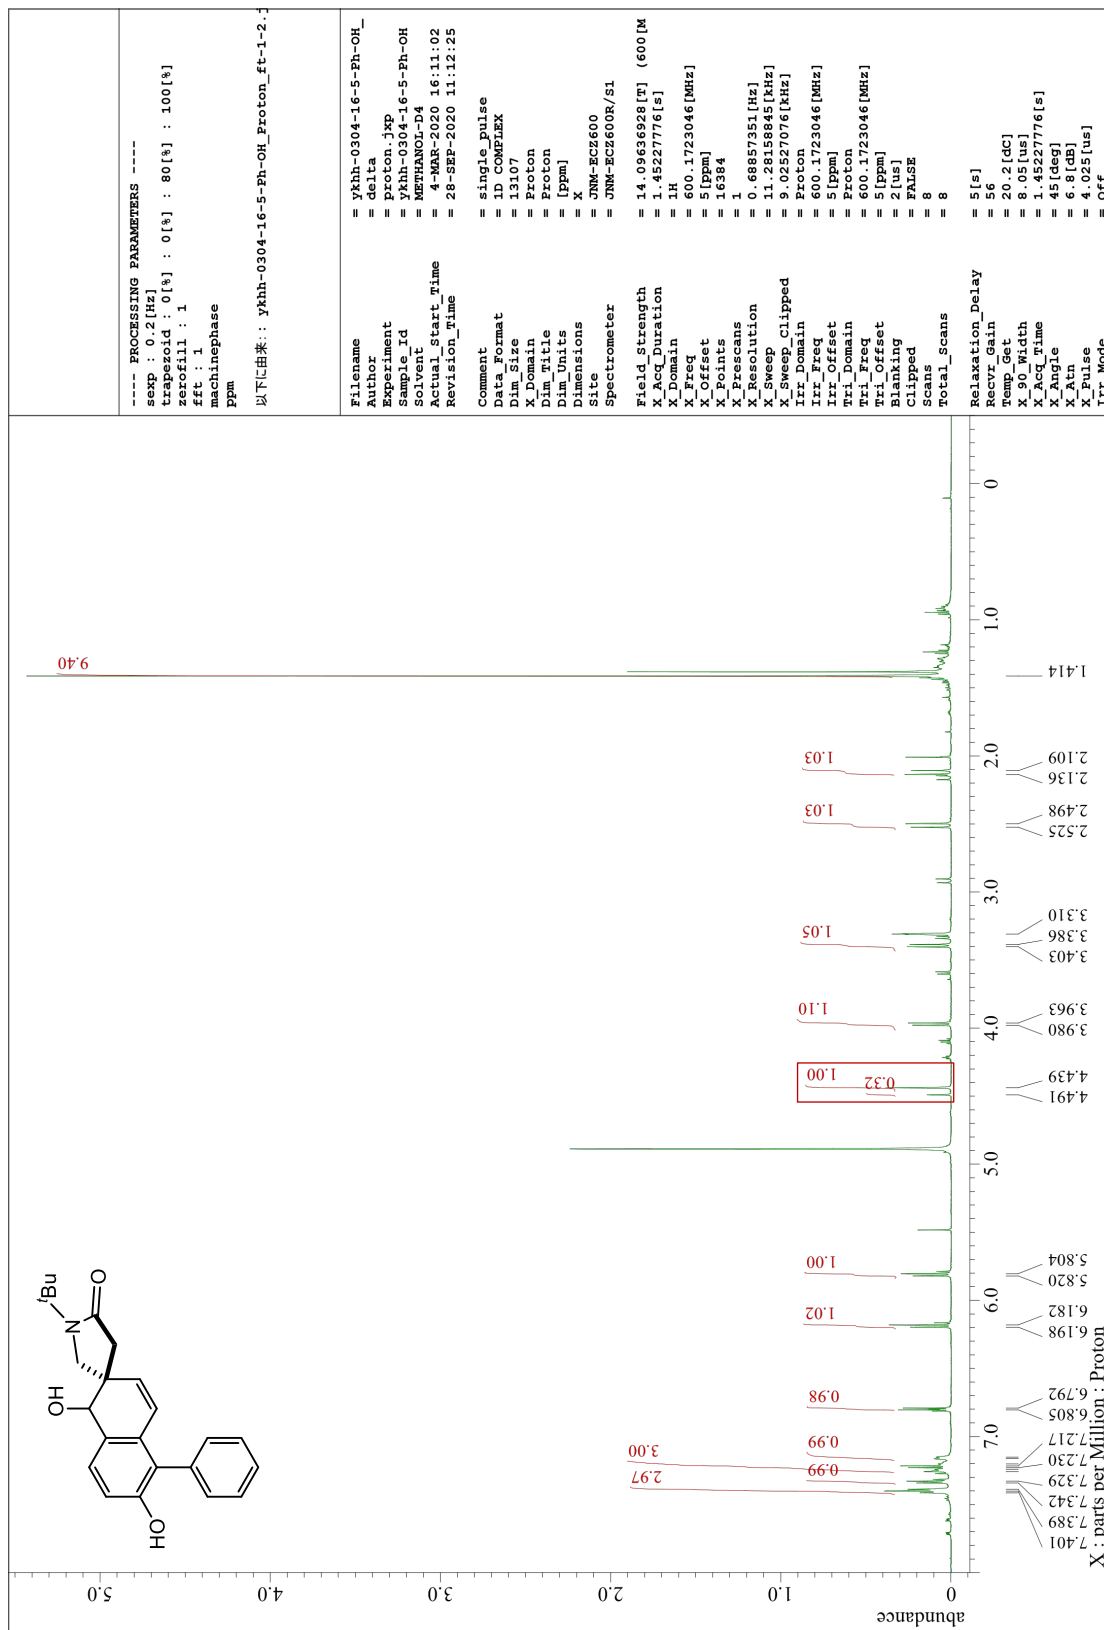 ---- PROCESSING PARAMETERS ----
sexp : 0.2[Hz]
trapezoid : 0[%] : 0[%] : 80[%] : 100[%]
zerofill : 1
fft : 1
machinephase
ppm
以下に由来:: ykhh-0304-16-5-Ph-OH_Proton_ft-1-2.j
Filename = ykhh-0304-16-5-Ph-OH_
Author = delta
Experiment = proton.jxp
Sample_Id = ykhh-0304-16-5-Ph-OH
Solvent = METHANOL-D4
Actual_Start_Time = 4-MAR-2020 16:11:02
Revision_Time = 28-SEP-2020 11:12:25
Comment = single_pulse
Data_Format = 1D COMPLEX
Dim_Size = 13107
X_Domain = Proton
Dim_Title = Proton
Dim_Units = [ppm]
Dimensions = X
Site = JNM-ECZ600
Spectrometer = JNM-ECZ600R/S1
Field_Strength = 14.09636928[T] (600[M
X_Acq_Duration = 1.45227776[s]
X_Domain = 1H
X_Freq = 600.1723046[MHz]
X_Offset = 5[ppm]
X_Points = 16384
X_Prescans = 1
X_Resolution = 0.68857351[Hz]
X_Sweep = 11.28158845[kHz]
X_Sweep_Clipped = 9.02527076[kHz]
Irr_Domain = Proton
Irr_Freq = 600.1723046[MHz]
Irr_Offset = 5[ppm]
Tri_Domain = Proton
Tri_Freq = 600.1723046[MHz]
Tri_Offset = 5[ppm]
Blanking = 2[us]
Clipped = FALSE
Scans = 8
Total_Scans = 8
Relaxation_Delay = 5[s]
Recvr_Gain = 56
Temp_Get = 20.2[dC]
X_90_Width = 8.05[us]
X_Acq_Time = 1.45227776[s]
X_Angle = 45[deg]
X_Atn = 6.8[dB]
X_Pulse = 4.025[us]
Irr_Mode = Off
HO
OH
N
tBu
O
abundance
0 1.0 2.0 3.0 4.0 5.0
2.97 3.00 0.99 0.99 0.98 1.02 1.00 0.32 1.00 1.10 1.05 1.03 1.03 9.40
7.0 6.0 5.0 4.0 3.0 2.0 1.0 0
7.401 7.389 7.342 7.329 7.230 7.217 6.805 6.792 6.198 6.182 5.820 5.804 4.491 4.439 3.980 3.963 3.403 3.386 3.310 2.525 2.498 2.136 2.109 1.414
X : parts per Million : Proton